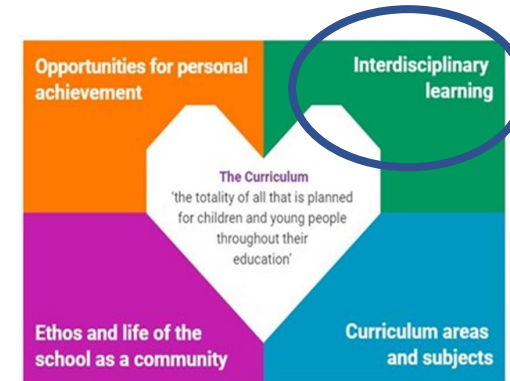 Opportunities for personal
achievement
Interdisciplinary
learning
The Curriculum
'the totality of all that is planned
for children and young people
throughout their
education'
Ethos and life of the
school as a community
Curriculum areas
and subjects